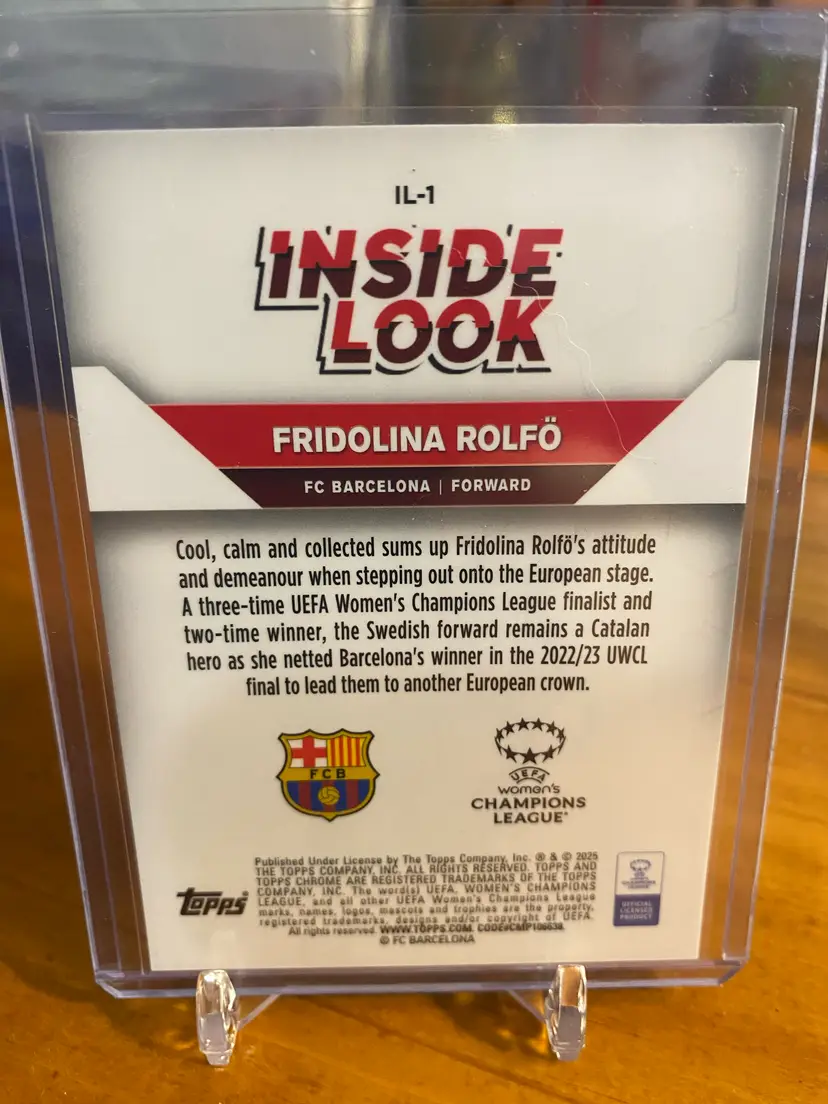 IL-1
INSIDE
LOOK
FRIDOLINA ROLFÖ
FC BARCELONA | FORWARD
Cool, calm and collected sums up Fridolina Rolfö's attitude
and demeanour when stepping out onto the European stage.
A three-time UEFA Women's Champions League finalist and
two-time winner, the Swedish forward remains a Catalan
hero as she netted Barcelona's winner in the 2022/23 UWCL
final to lead them to another European crown.
FCB
UEFA
women's
CHAMPIONS
LEAGUE
Published Under License by The Topps Company, Inc. ® & © 2025
THE TOPPS COMPANY, INC. ALL RIGHTS RESERVED. TOPPS AND
TOPPS CHROME ARE REGISTERED TRADEMARKS OF THE TOPPS
COMPANY, INC. The word(s) UEFA, WOMEN'S CHAMPIONS
LEAGUE, and all other UEFA Women's Champions League
marks, names, logos, mascots and trophies are the property,
registered trademarks, designs and/or copyright of UEFA.
All rights reserved. WWW.TOPPS.COM. CODE#CMP106638
© FC BARCELONA
Topps
OFFICIAL
LICENSED
PRODUCT